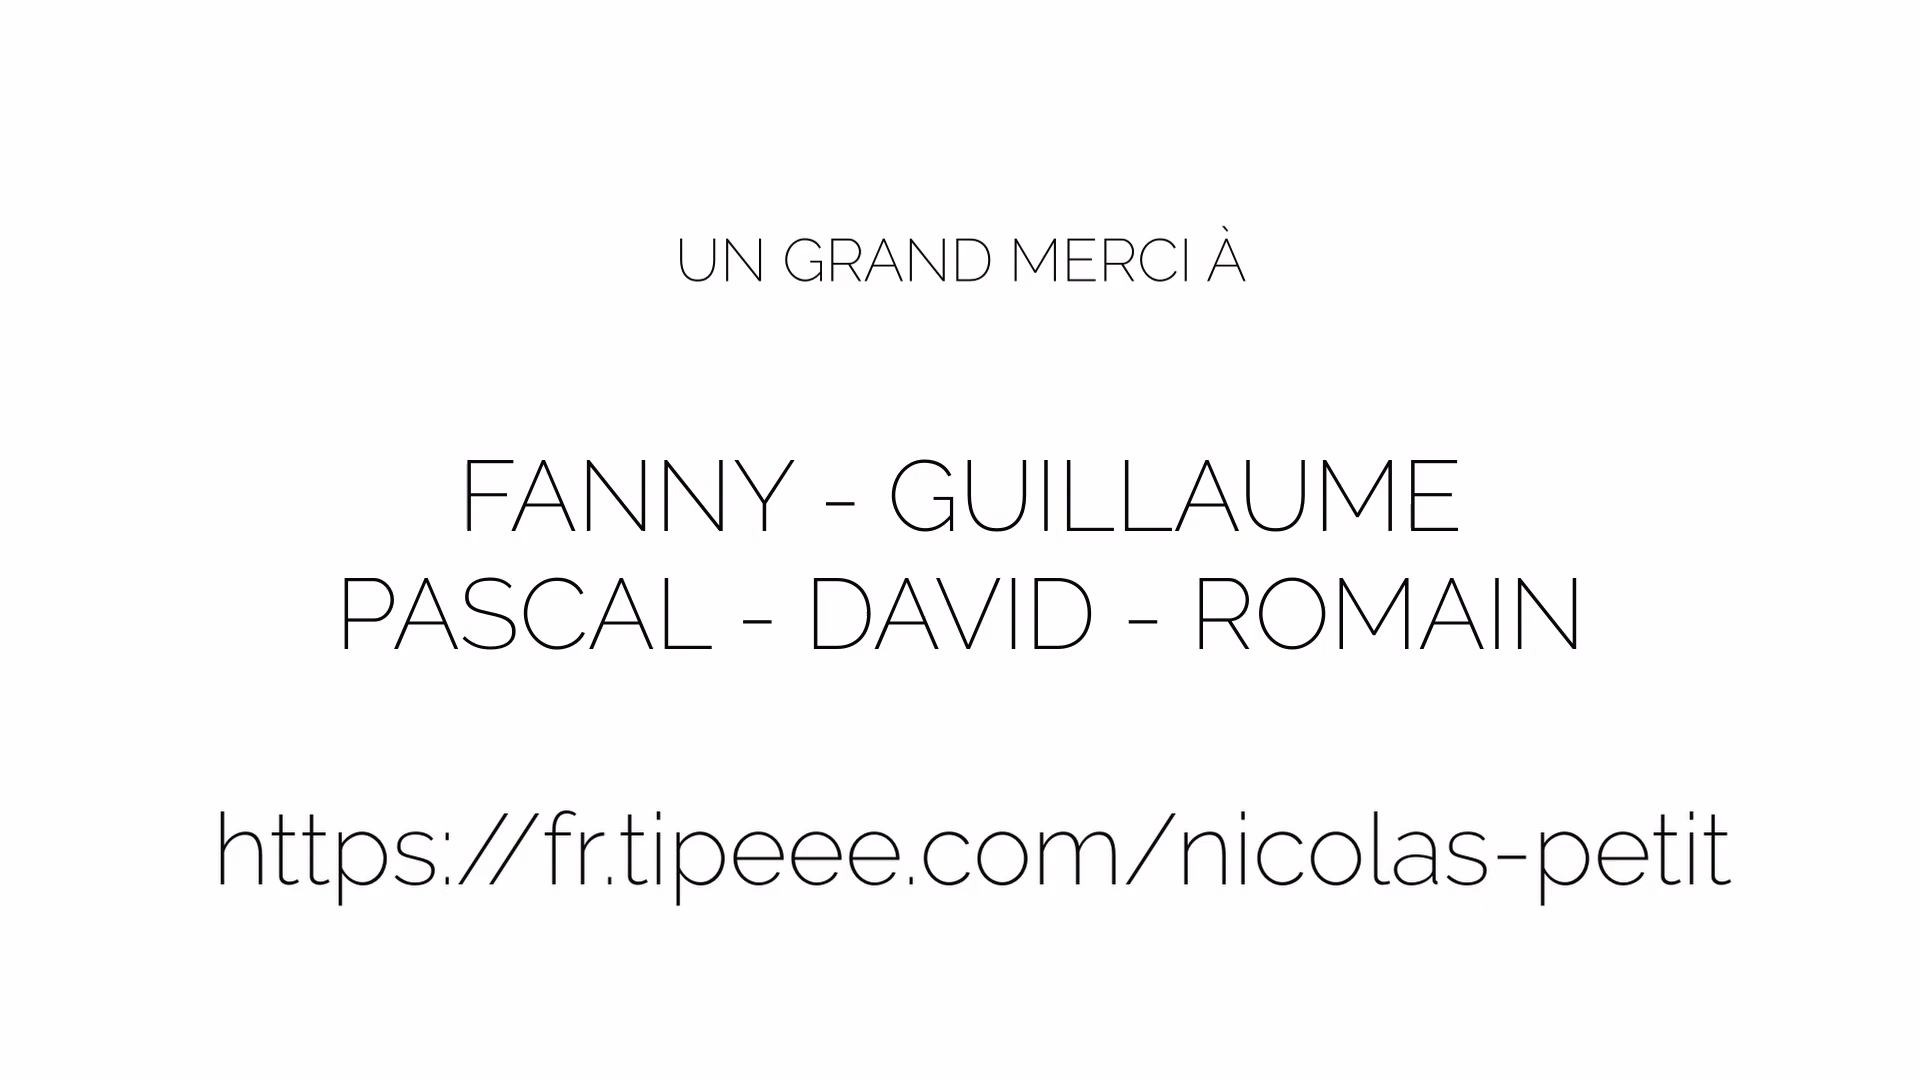 UN GRAND MERCI À
FANNY - GUILLAUME
PASCAL - DAVID - ROMAIN
https://fr.tipeee.com/nicolas-petit